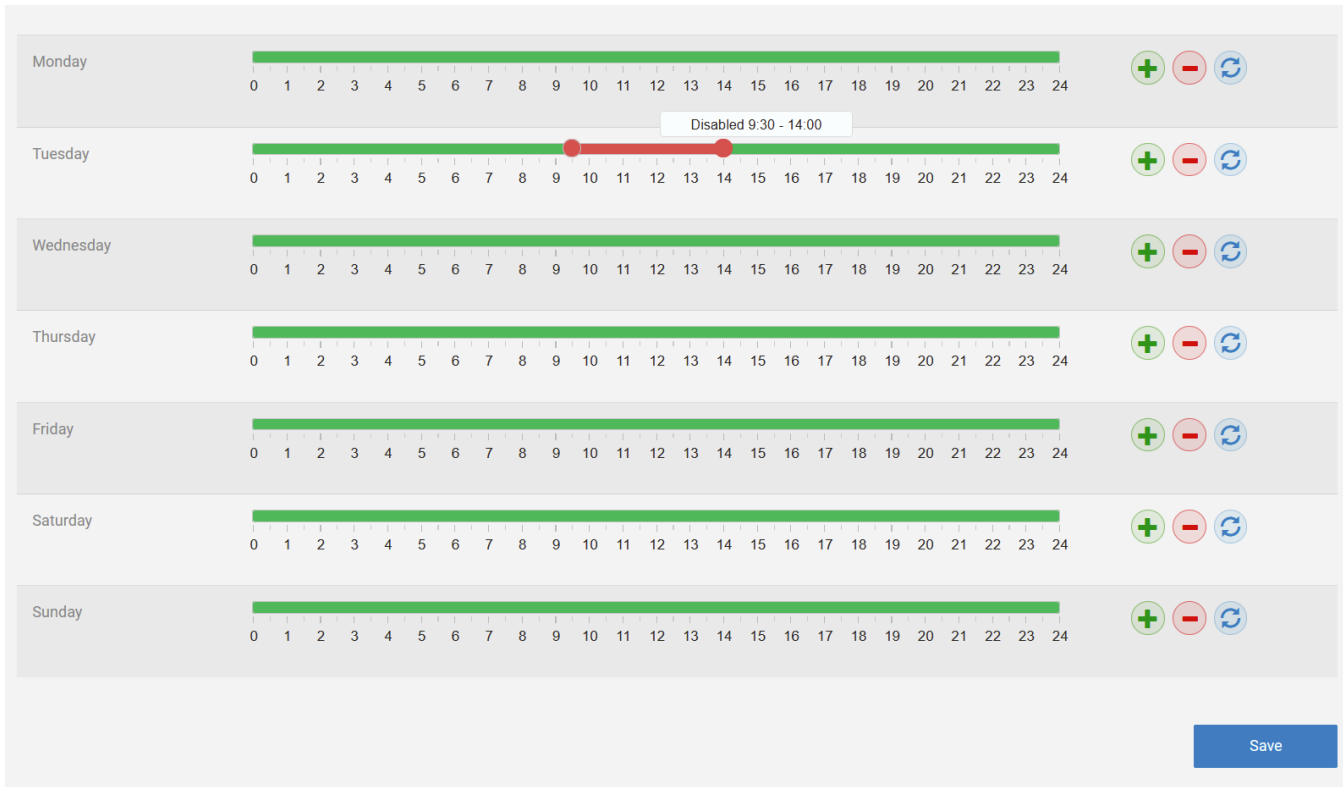 Monday
0 1 2 3 4 5 6 7 8 9 10 11 12 13 14 15 16 17 18 19 20 21 22 23 24
Disabled 9:30 - 14:00
Tuesday
0 1 2 3 4 5 6 7 8 9 10 11 12 13 14 15 16 17 18 19 20 21 22 23 24
Wednesday
0 1 2 3 4 5 6 7 8 9 10 11 12 13 14 15 16 17 18 19 20 21 22 23 24
Thursday
0 1 2 3 4 5 6 7 8 9 10 11 12 13 14 15 16 17 18 19 20 21 22 23 24
Friday
0 1 2 3 4 5 6 7 8 9 10 11 12 13 14 15 16 17 18 19 20 21 22 23 24
Saturday
0 1 2 3 4 5 6 7 8 9 10 11 12 13 14 15 16 17 18 19 20 21 22 23 24
Sunday
0 1 2 3 4 5 6 7 8 9 10 11 12 13 14 15 16 17 18 19 20 21 22 23 24
Save